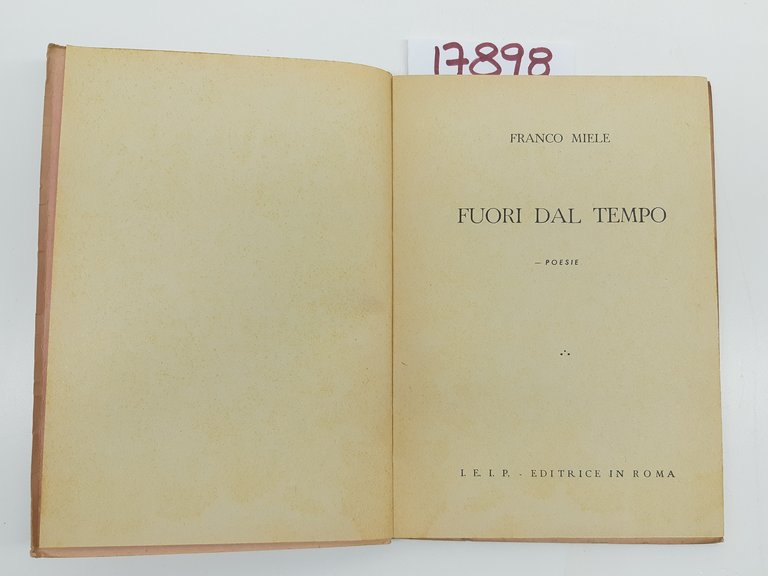 17898
FRANCO MIELE
FUORI DAL TEMPO
— POESIE
I. E. I. P. - EDITRICE IN ROMA